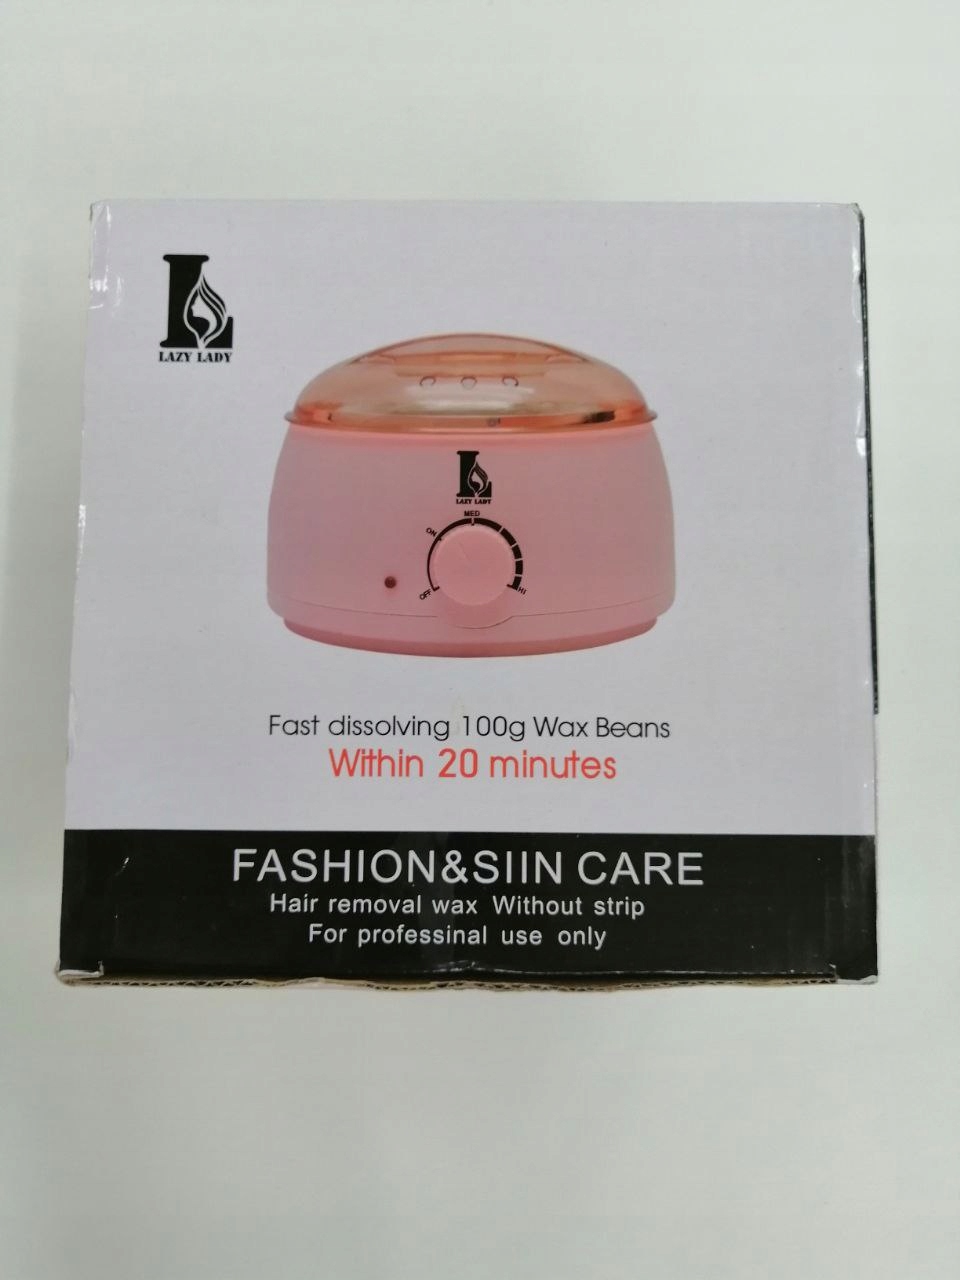 LAZY LADY
LAZY LADY
MED
ON
OFF
HI
Fast dissolving 100g Wax Beans
Within 20 minutes
FASHION&SIIN CARE
Hair removal wax Without strip
For professinal use only